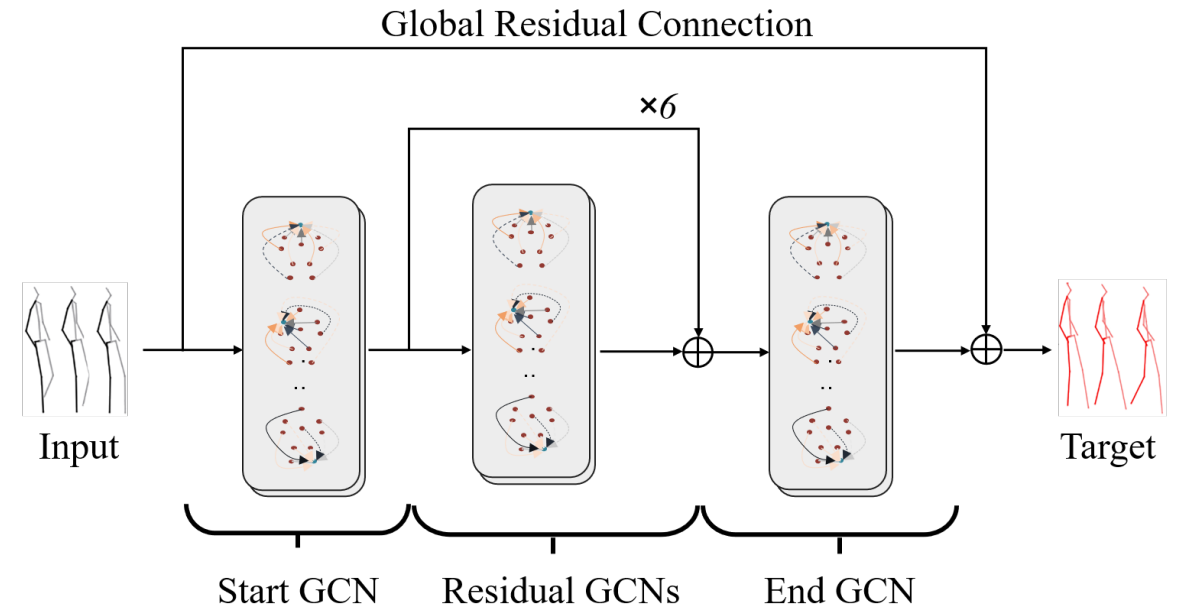 Global Residual Connection
×6
Input
Target
Start GCN
Residual GCNs
End GCN